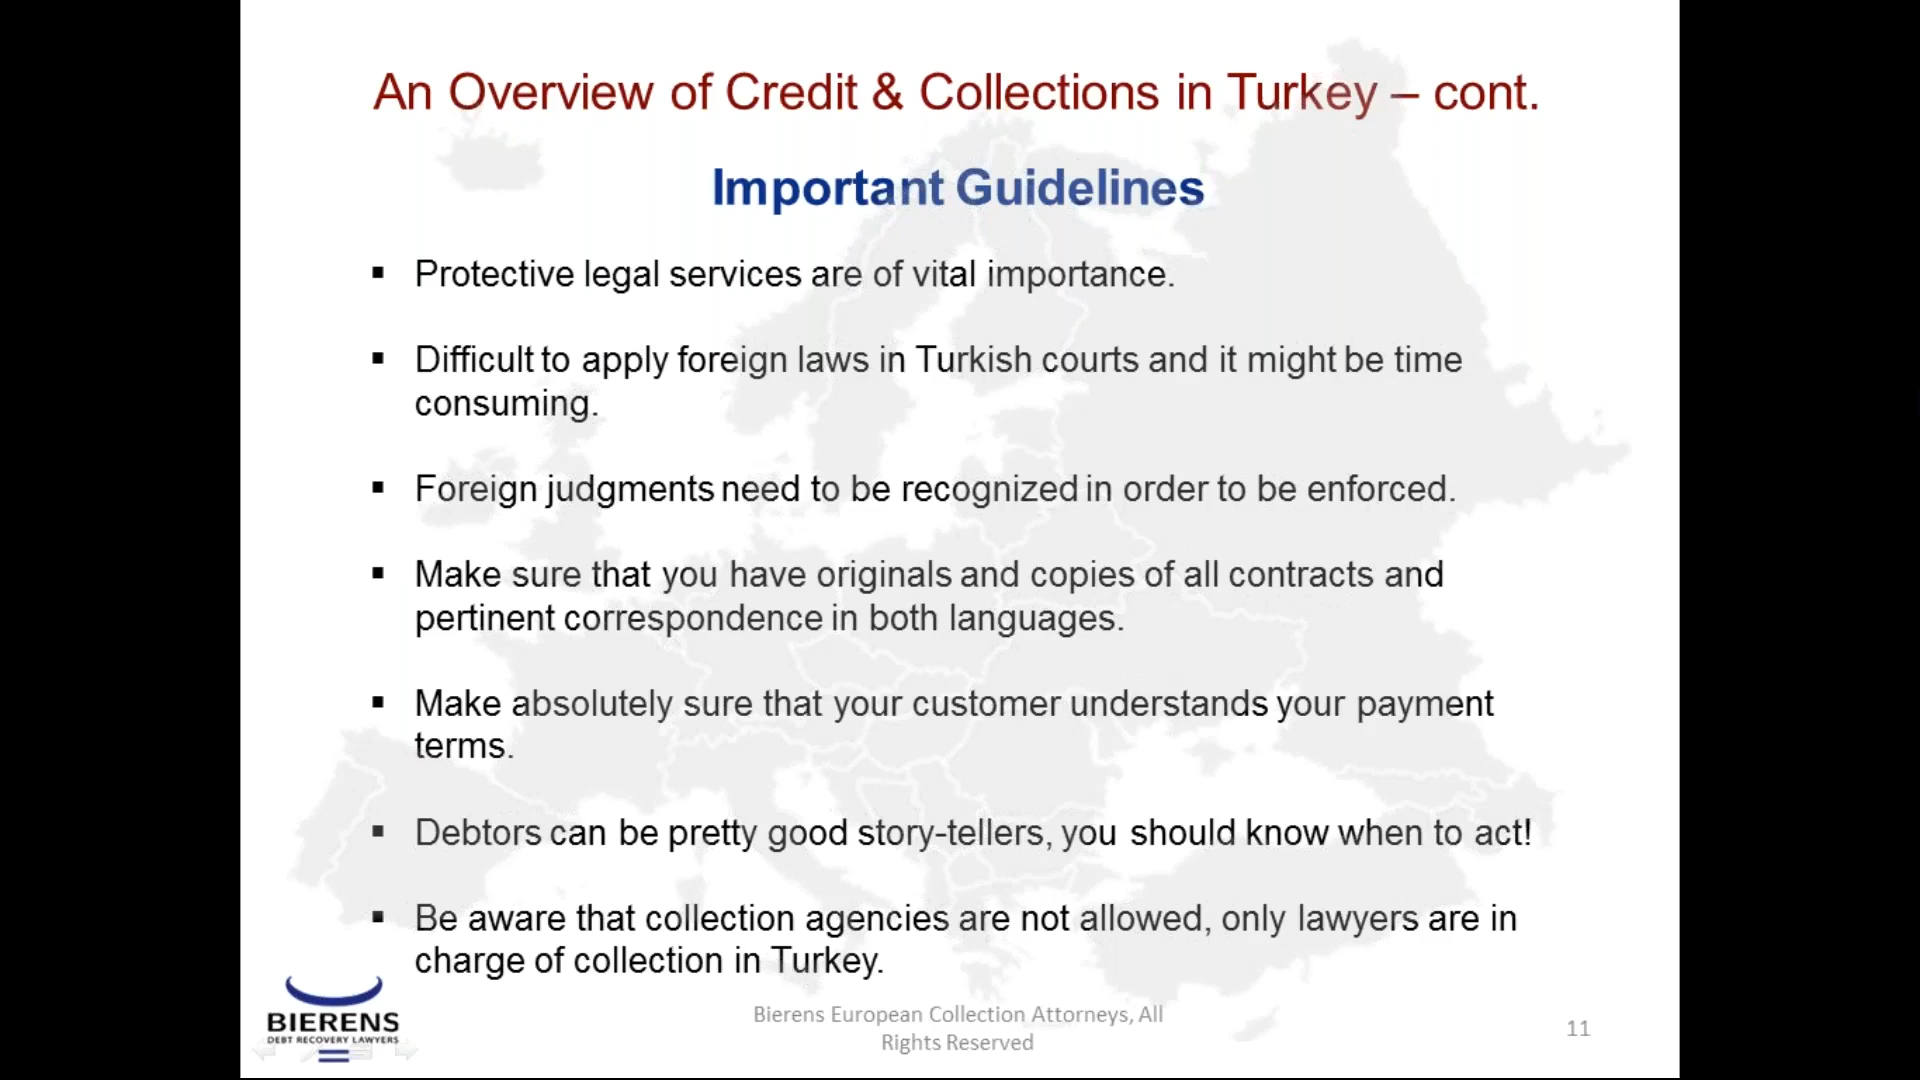 An Overview of Credit & Collections in Turkey – cont.
Important Guidelines
▪ Protective legal services are of vital importance.
▪ Difficult to apply foreign laws in Turkish courts and it might be time
consuming.
▪ Foreign judgments need to be recognized in order to be enforced.
▪ Make sure that you have originals and copies of all contracts and
pertinent correspondence in both languages.
▪ Make absolutely sure that your customer understands your payment
terms.
▪ Debtors can be pretty good story-tellers, you should know when to act!
▪ Be aware that collection agencies are not allowed, only lawyers are in
charge of collection in Turkey.
BIERENS
DEBT RECOVERY LAWYERS
Bierens European Collection Attorneys, All
Rights Reserved
11